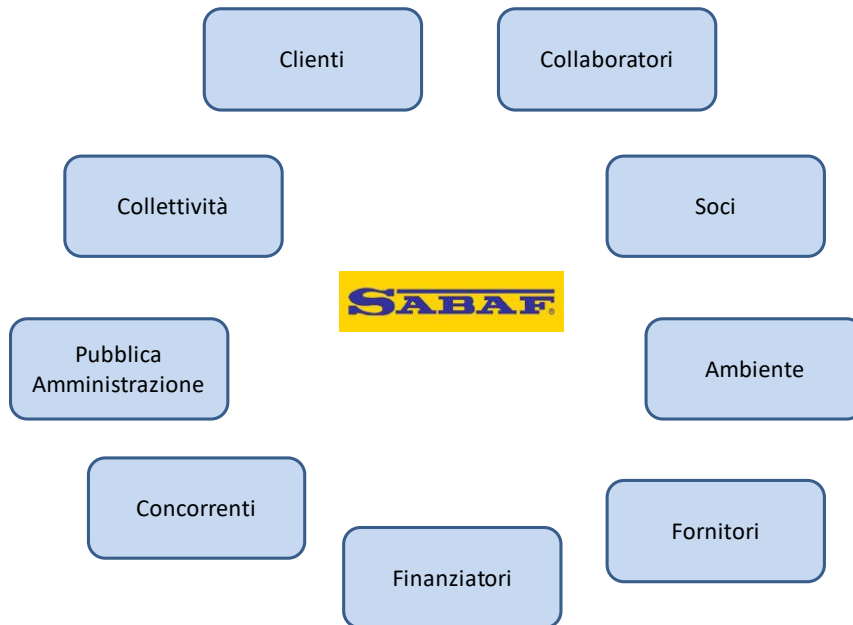 Clienti
Collaboratori
Collettività
Soci
SABAF®
Pubblica
Amministrazione
Ambiente
Concorrenti
Fornitori
Finanziatori